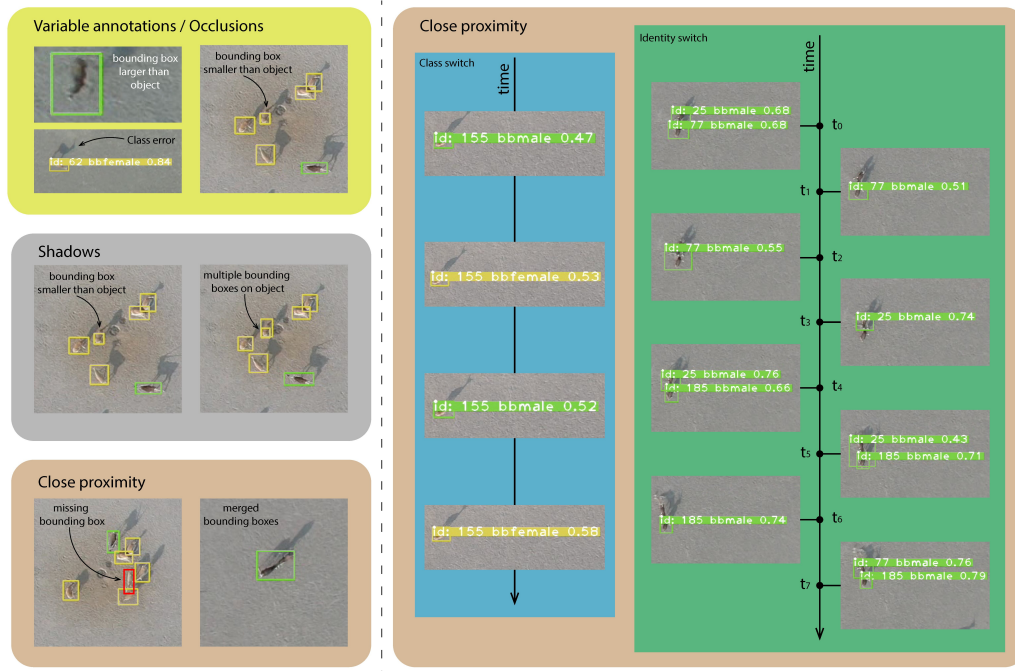 Variable annotations / Occlusions
bounding box
larger than
object
bounding box
smaller than object
Class error
id: 62 bbfemale 0.84
Shadows
bounding box
smaller than object
multiple bounding
boxes on object
Close proximity
missing
bounding box
merged
bounding boxes
Close proximity
Class switch
time
id: 155 bbmale 0.47
id: 155 bbfemale 0.53
id: 155 bbmale 0.52
id: 155 bbfemale 0.58
Identity switch
time
id: 25 bbmale 0.68
id: 77 bbmale 0.68
t0
t1
id: 77 bbmale 0.51
id: 77 bbmale 0.55
t2
t3
id: 25 bbmale 0.74
id: 25 bbmale 0.76
id: 185 bbmale 0.66
t4
t5
id: 25 bbmale 0.43
id: 185 bbmale 0.71
id: 185 bbmale 0.74
t6
t7
id: 77 bbmale 0.76
id: 185 bbmale 0.79